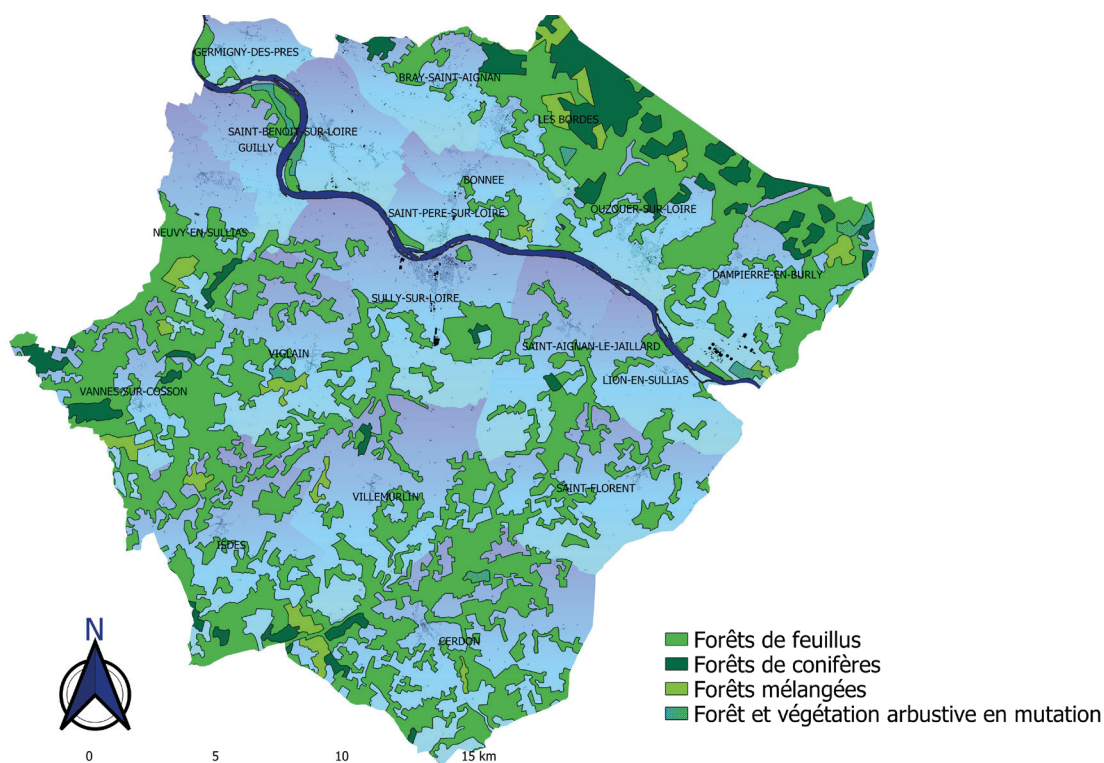 GERMIGNY-DES-PRES
BRAY-SAINT-AIGNAN
LES BORDES
SAINT-BENOIT-SUR-LOIRE
GUILLY
BONNEE
SAINT-PERE-SUR-LOIRE
OUZOUER-SUR-LOIRE
NEUVY-EN-SULLIAS
DAMPIERRE-EN-BURLY
SULLY-SUR-LOIRE
SAINT-AIGNAN-LE-JAILLARD
VIGLAIN
LION-EN-SULLIAS
VANNES-SUR-COSSON
VILLEMURLIN
SAINT-FLORENT
ISDES
CERDON
N
Forêts de feuillus
Forêts de conifères
Forêts mélangées
Forêt et végétation arbustive en mutation
0 5 10 15 km